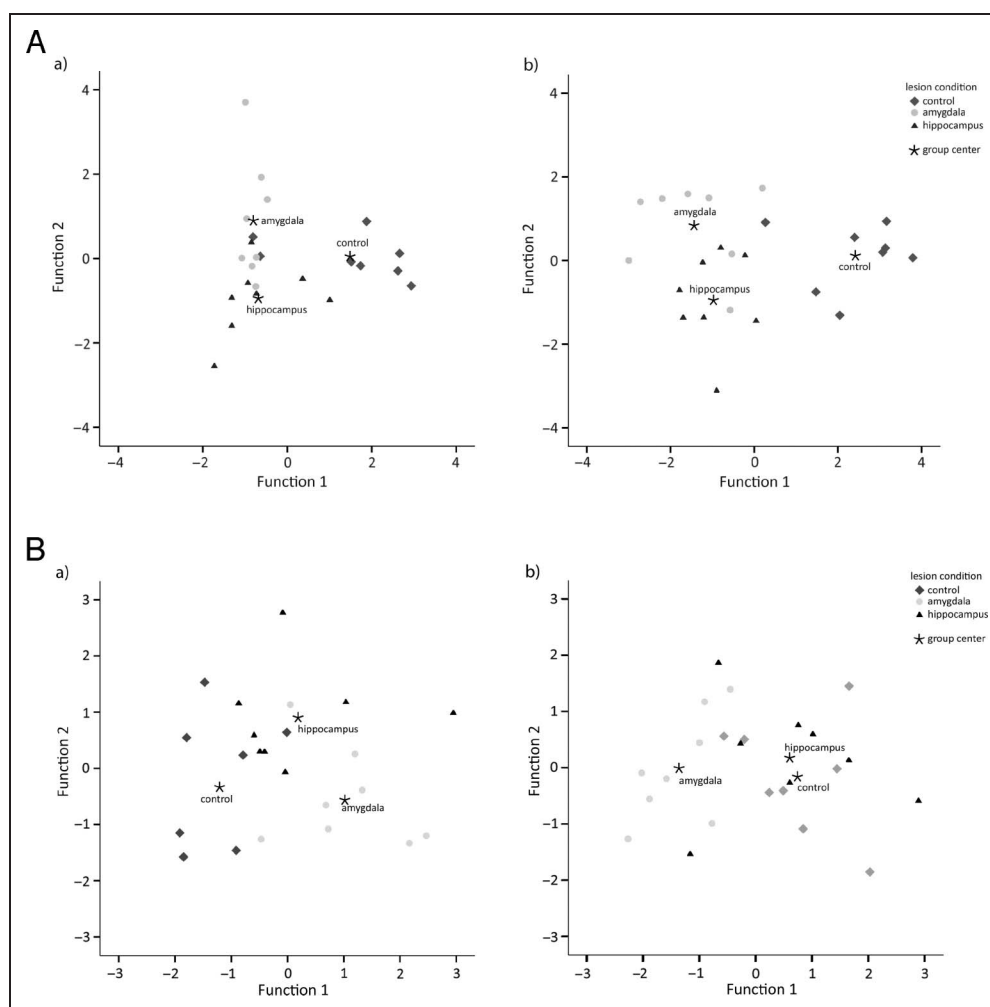 A
a)
4
2
0
−2
−4
Function 2
−4 −2 0 2 4
Function 1
amygdala
control
hippocampus
b)
4
2
0
−2
−4
Function 2
−4 −2 0 2 4
Function 1
amygdala
control
hippocampus
lesion condition
control
amygdala
hippocampus
group center
B
a)
3
2
1
0
−1
−2
−3
Function 2
−3 −2 −1 0 1 2 3
Function 1
hippocampus
control
amygdala
b)
3
2
1
0
−1
−2
−3
Function 2
−3 −2 −1 0 1 2 3
Function 1
hippocampus
amygdala
control
lesion condition
control
amygdala
hippocampus
group center